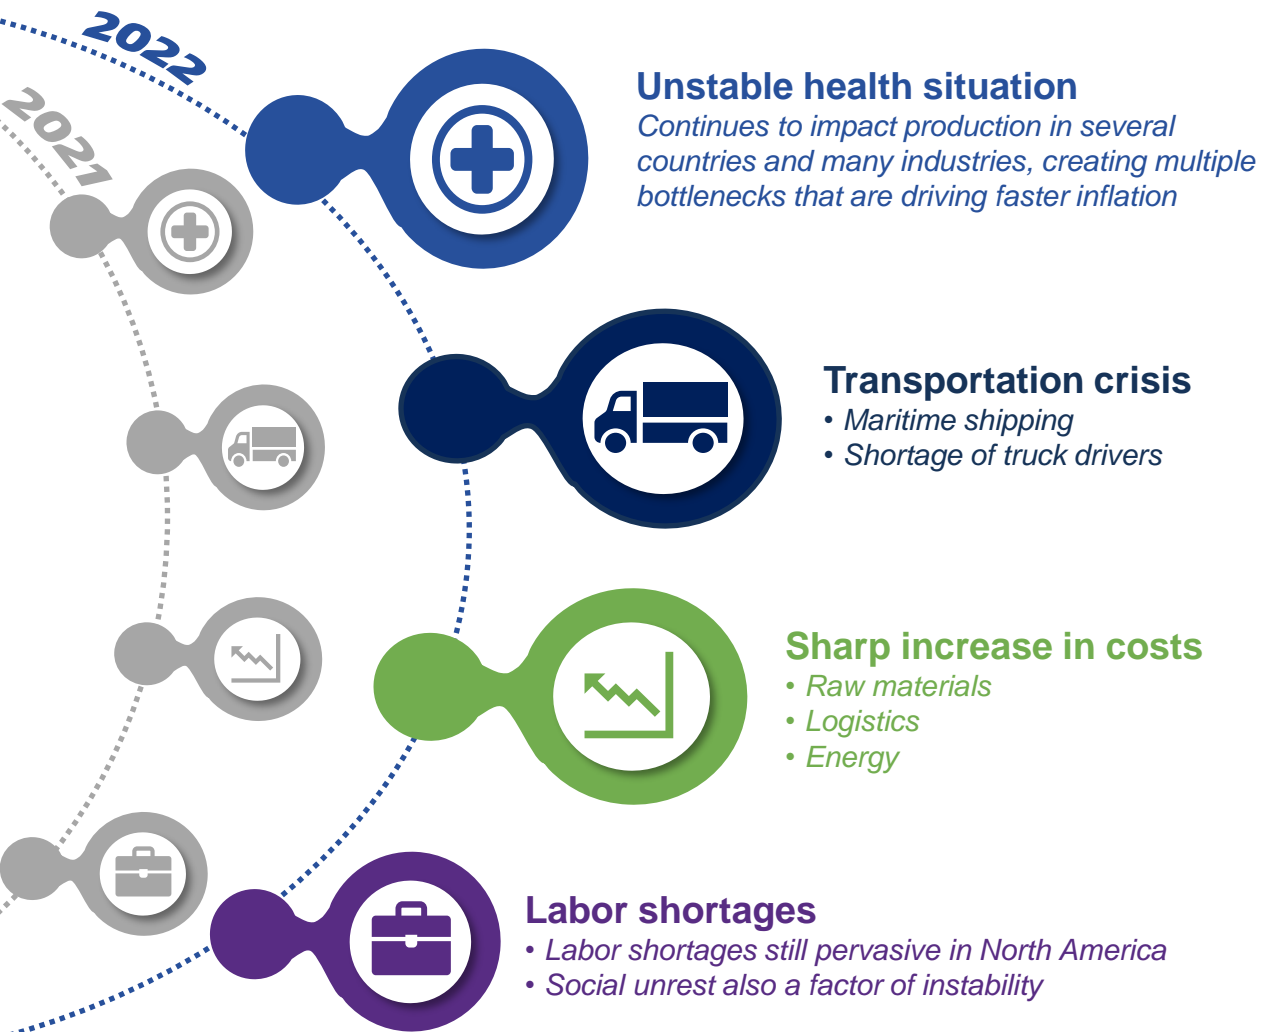 2022
2021
Unstable health situation
Continues to impact production in several
countries and many industries, creating multiple
bottlenecks that are driving faster inflation
Transportation crisis
• Maritime shipping
• Shortage of truck drivers
Sharp increase in costs
• Raw materials
• Logistics
• Energy
Labor shortages
• Labor shortages still pervasive in North America
• Social unrest also a factor of instability